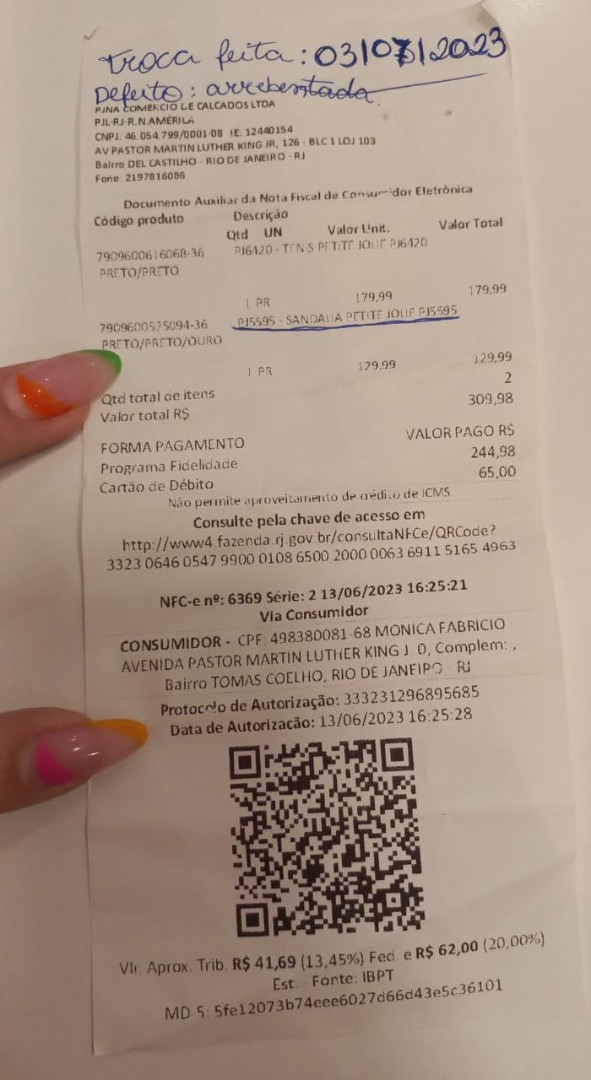 troca feita: 03/07/2023
Defeito: arrebentada
PJNA COMERCIO DE CALCADOS LTDA
PJL-RJ-R.N.AMÉRICA
CNPJ: 46.054.799/0001-08 IE: 12440154
AV PASTOR MARTIN LUTHER KING JR, 126 - BLC 1 LOJ 103
Bairro DEL CASTILHO - RIO DE JANEIRO - RJ
Fone: 2197816086
Documento Auxiliar da Nota Fiscal de Consumidor Eletrônica
Código produto Descrição
Qtd UN Valor Unit. Valor Total
7909600616068-36 PJ6420 - TENIS PETITE JOLIE PJ6420
PRETO/PRETO
1 PR 179,99 179,99
7909600525094-36 PJ5595 - SANDALIA PETITE JOLIE PJ5595
PRETO/PRETO/OURO
1 PR 129,99 129,99
Qtd total de itens 2
Valor total R$ 309,98
FORMA PAGAMENTO VALOR PAGO R$
Programa Fidelidade 244,98
Cartão de Débito 65,00
Não permite aproveitamento de crédito de ICMS
Consulte pela chave de acesso em
http://www4.fazenda.rj.gov.br/consultaNFCe/QRCode?
3323 0646 0547 9900 0108 6500 2000 0063 6911 5165 4963
NFC-e nº: 6369 Série: 2 13/06/2023 16:25:21
Via Consumidor
CONSUMIDOR - CPF: 498380081-68 MONICA FABRICIO -
AVENIDA PASTOR MARTIN LUTHER KING J 0, Complem: ,
Bairro TOMAS COELHO, RIO DE JANEIRO - RJ
Protocolo de Autorização: 333231296895685
Data de Autorização: 13/06/2023 16:25:28
Vlr. Aprox. Trib. R$ 41,69 (13,45%) Fed. e R$ 62,00 (20,00%)
Est. - Fonte: IBPT
MD 5: 5fe12073b74eee6027d66d43e5c36101